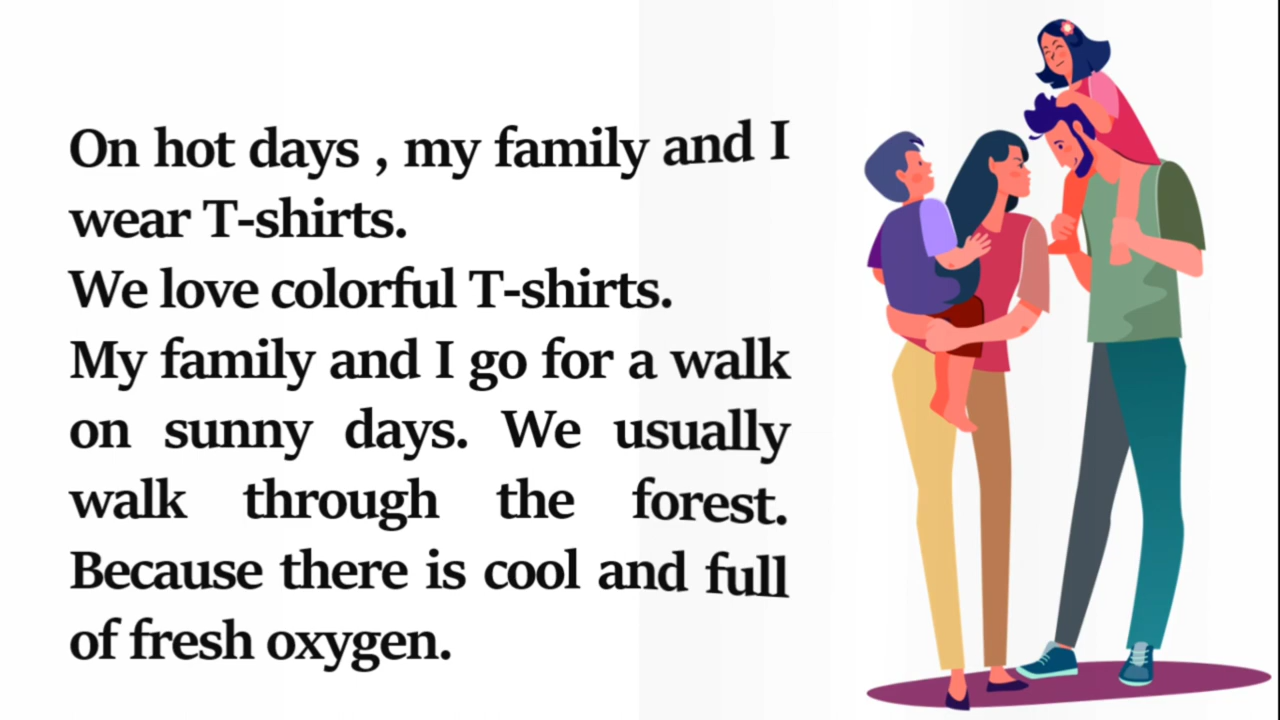 On hot days , my family and I
wear T-shirts.
We love colorful T-shirts.
My family and I go for a walk
on sunny days. We usually
walk through the forest.
Because there is cool and full
of fresh oxygen.